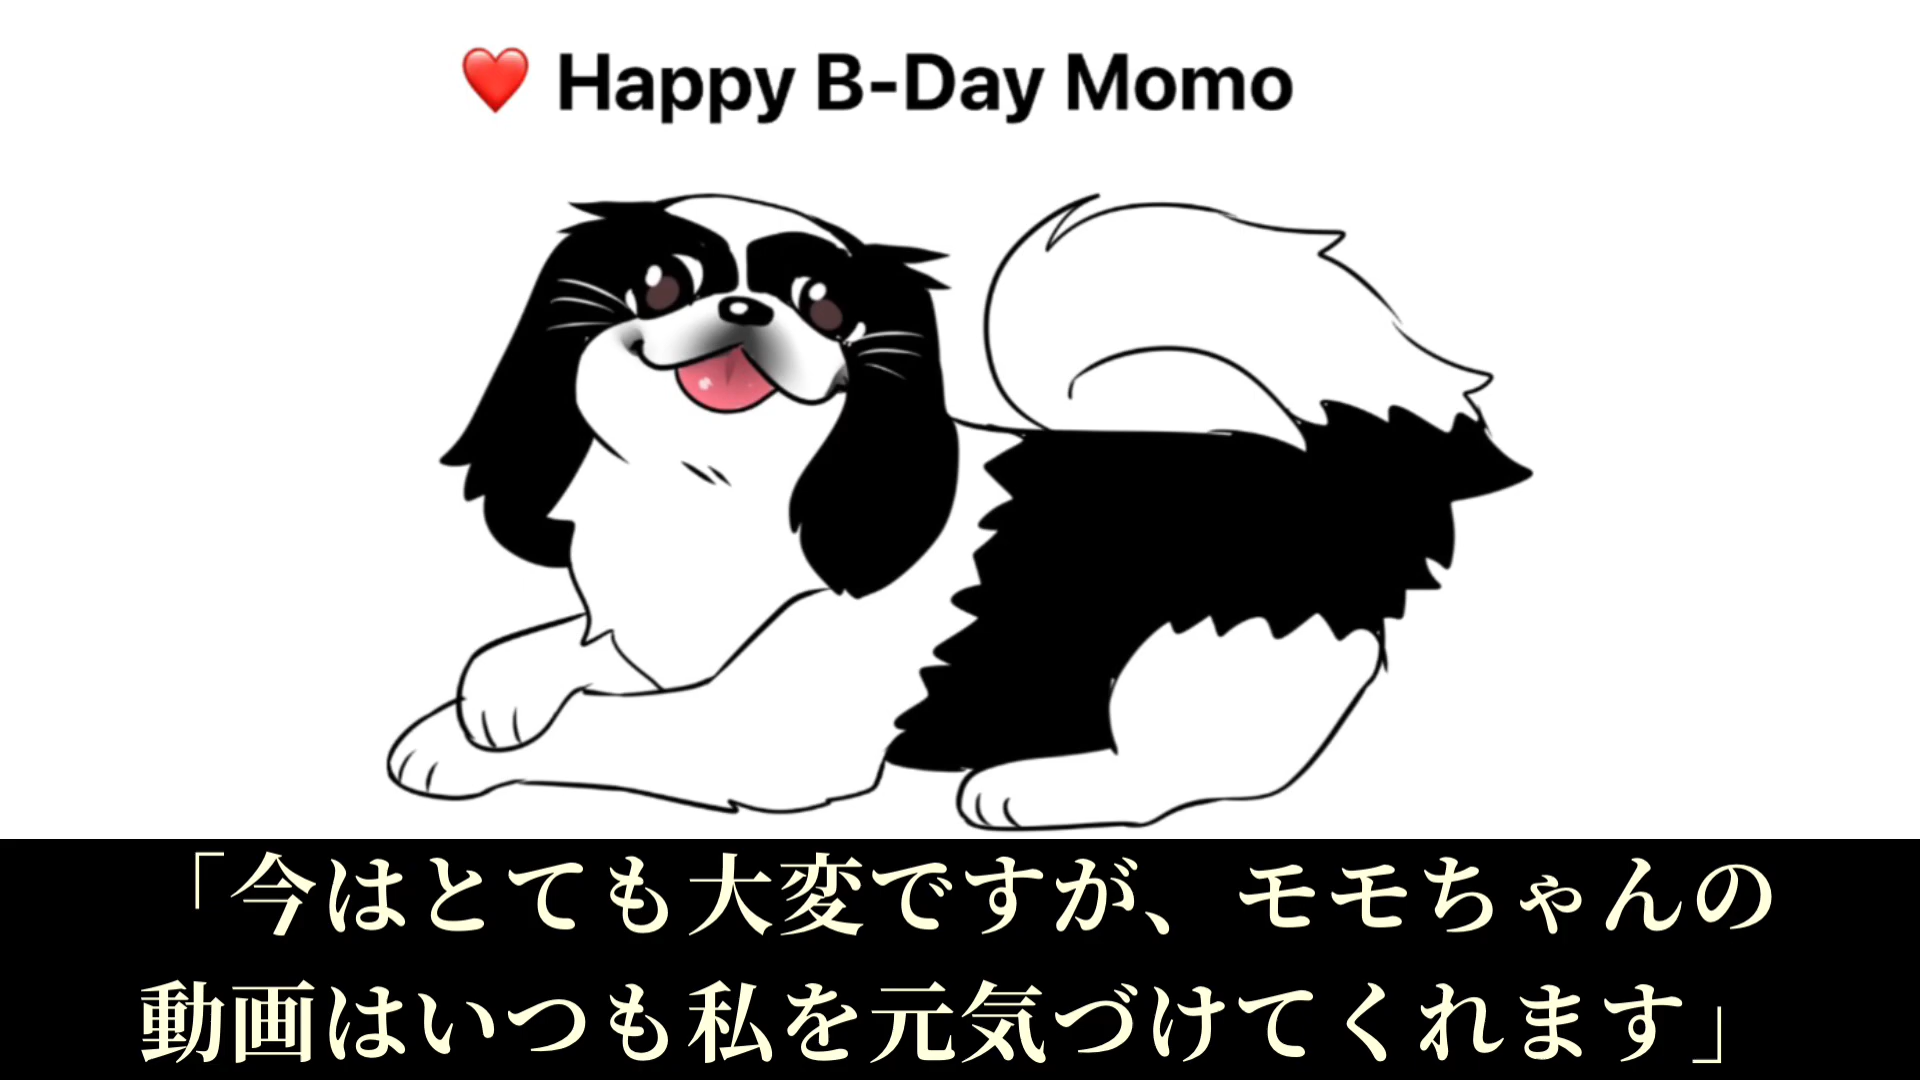 ❤️ Happy B-Day Momo
「今はとても大変ですが、モモちゃんの
動画はいつも私を元気づけてくれます」